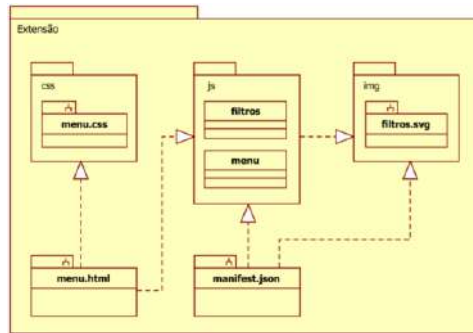 Extensão
css
menu.css
js
filtros
menu
img
filtros.svg
menu.html
manifest.json